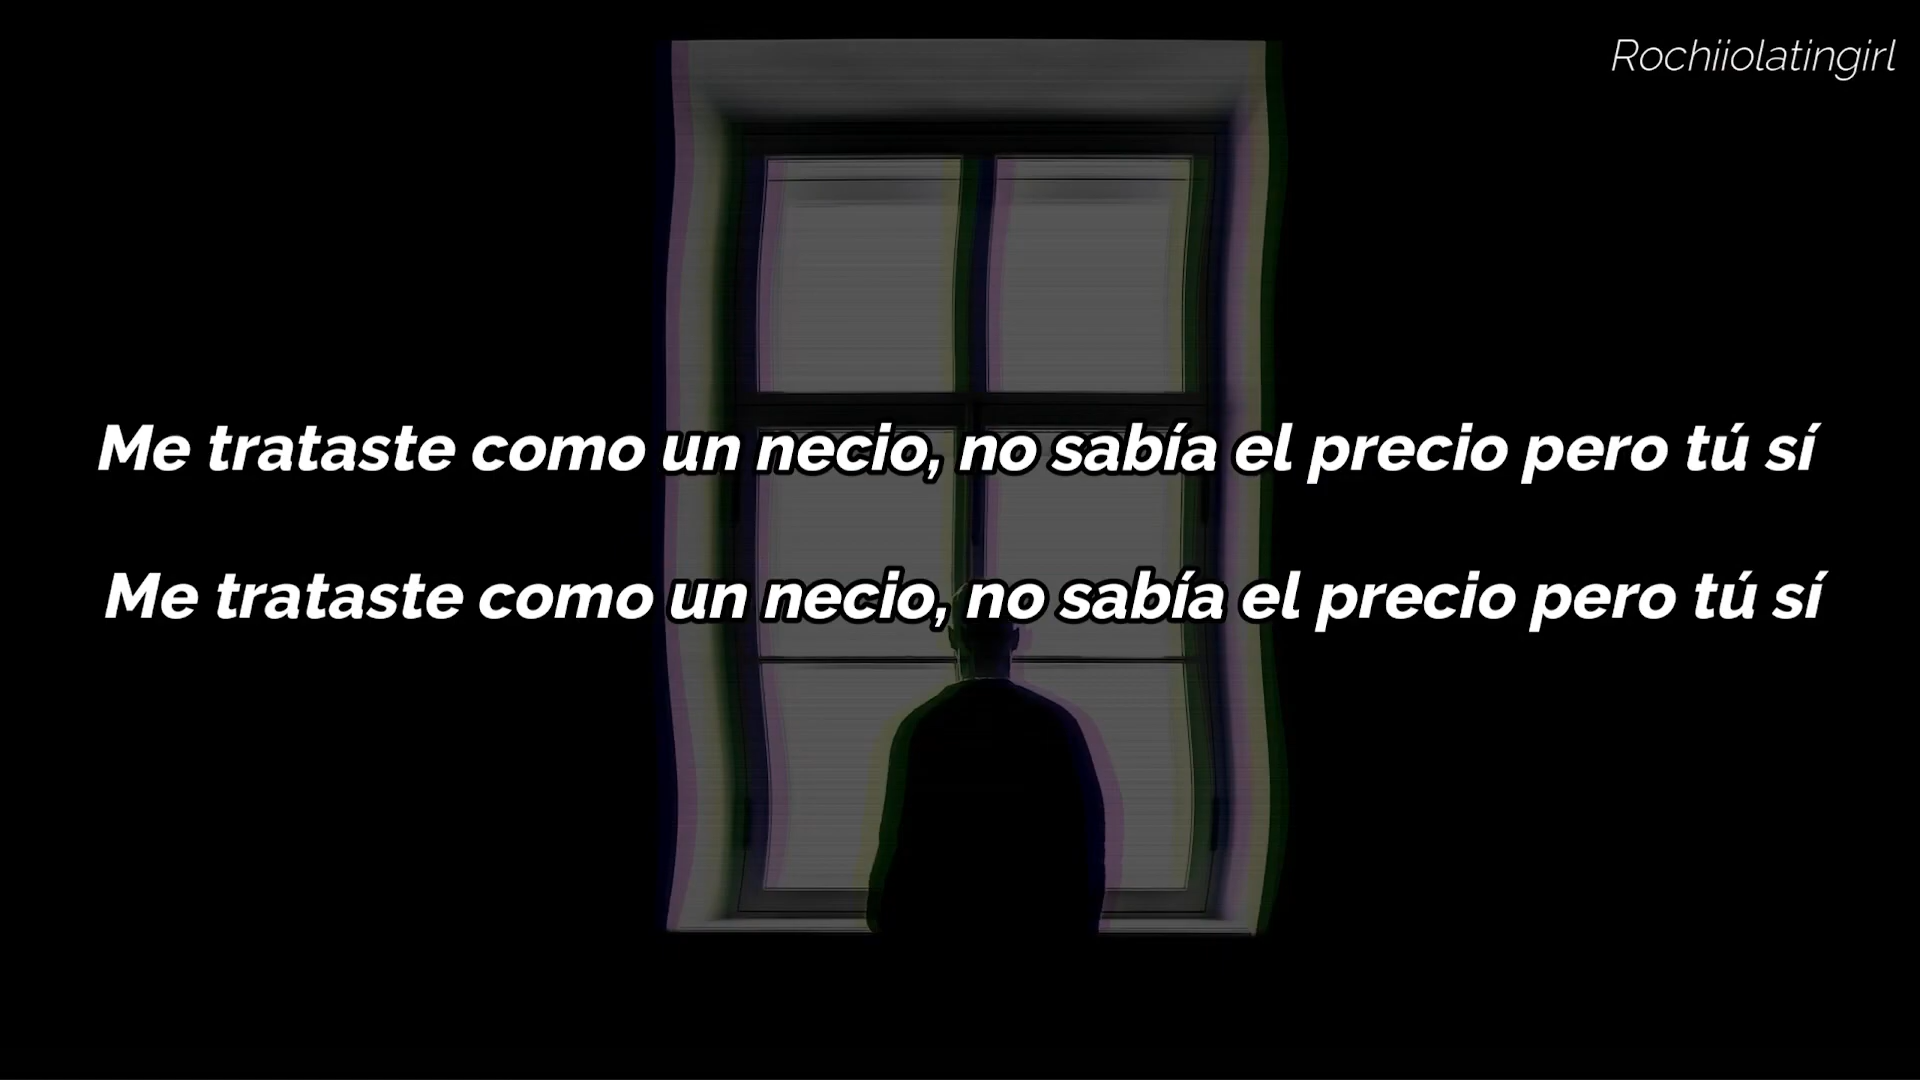 Rochiiolatingirl
Me trataste como un necio, no sabía el precio pero tú sí
Me trataste como un necio, no sabía el precio pero tú sí